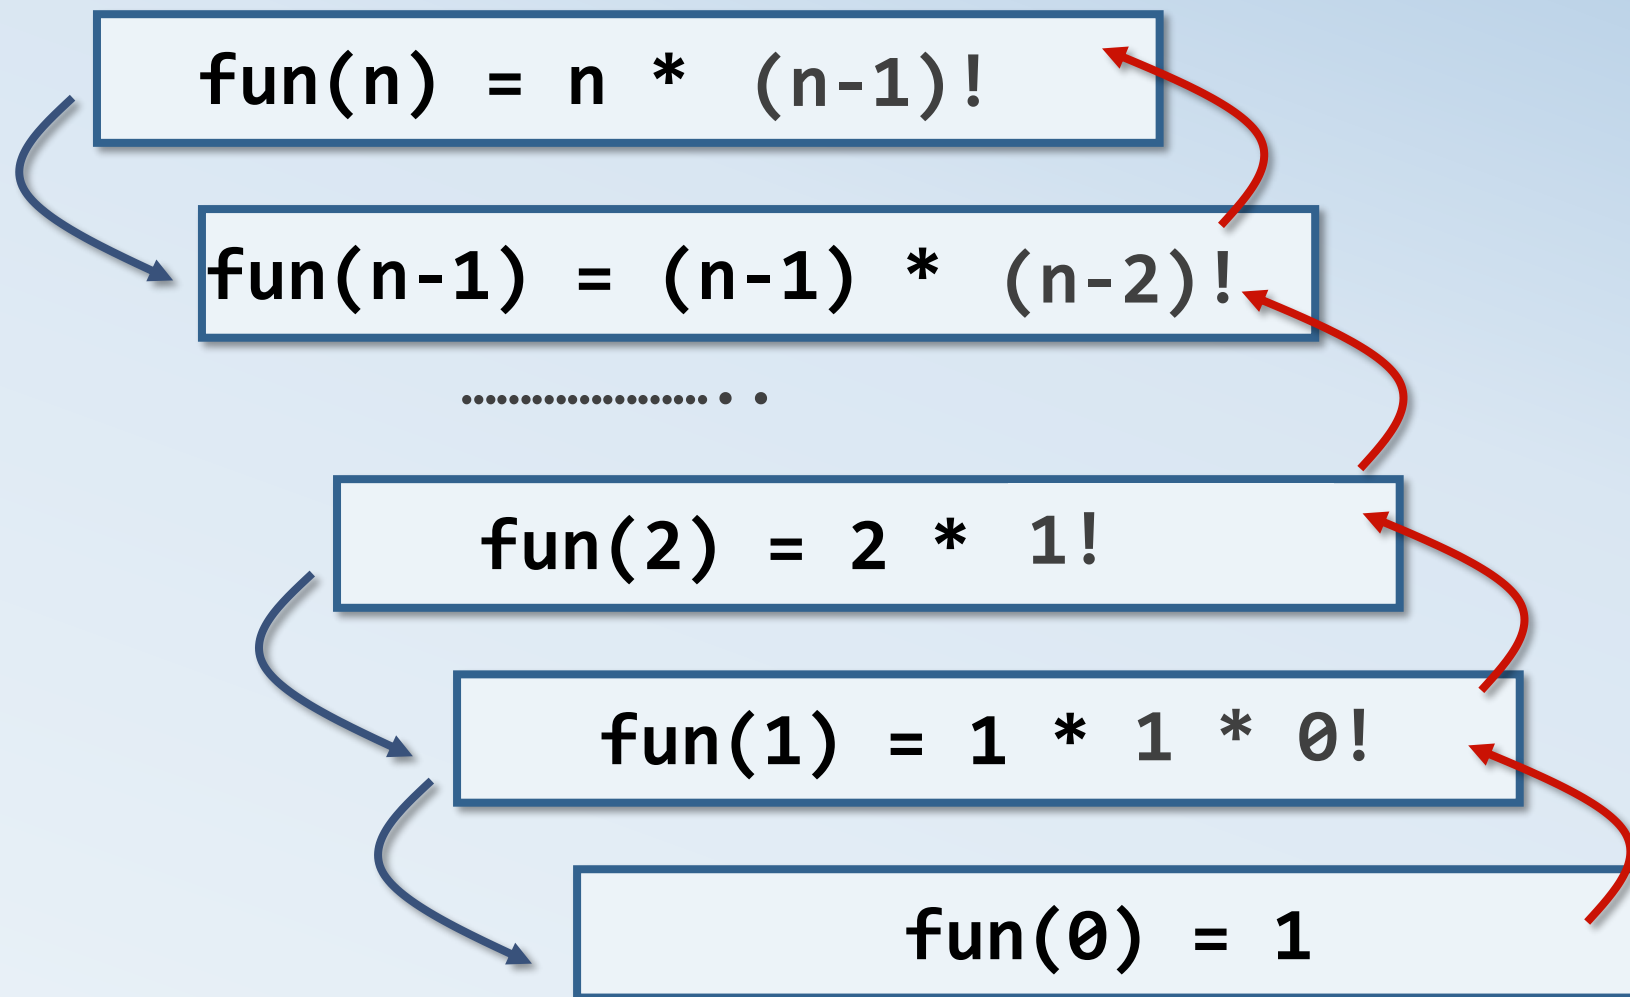 fun(n) = n * (n-1)!
fun(n-1) = (n-1) * (n-2)!
......................
fun(2) = 2 * 1!
fun(1) = 1 * 1 * 0!
fun(0) = 1